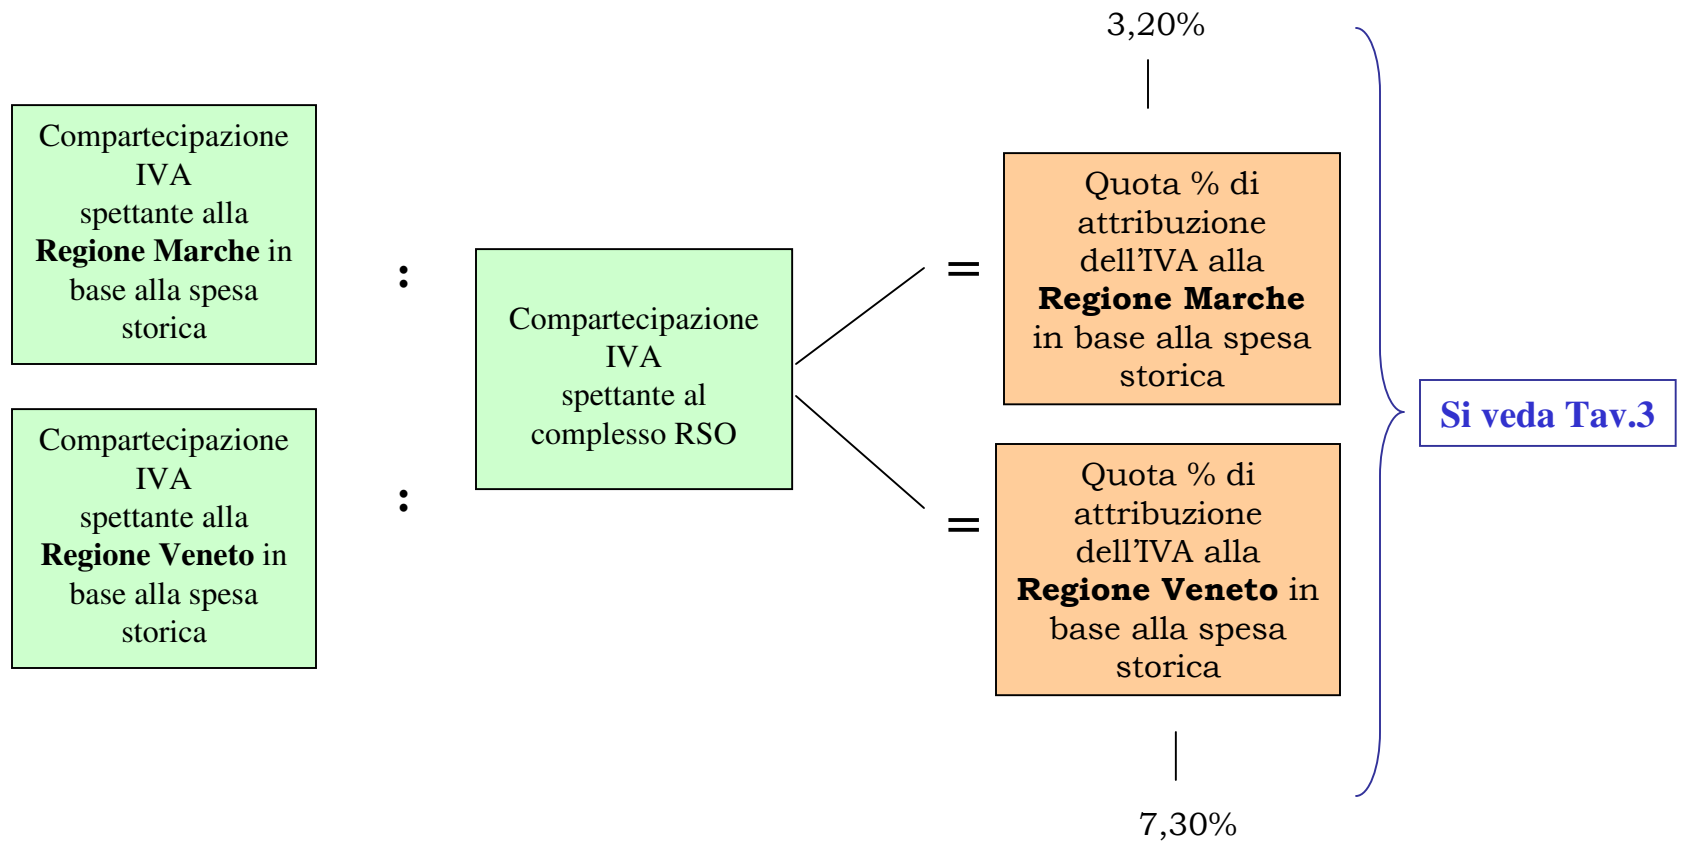 Compartecipazione
IVA
spettante alla
Regione Marche in
base alla spesa
storica
:
Compartecipazione
IVA
spettante alla
Regione Veneto in
base alla spesa
storica
:
Compartecipazione
IVA
spettante al
complesso RSO
=
3,20%
Quota % di
attribuzione
dell'IVA alla
Regione Marche
in base alla spesa
storica
=
Quota % di
attribuzione
dell'IVA alla
Regione Veneto in
base alla spesa
storica
7,30%
Si veda Tav.3